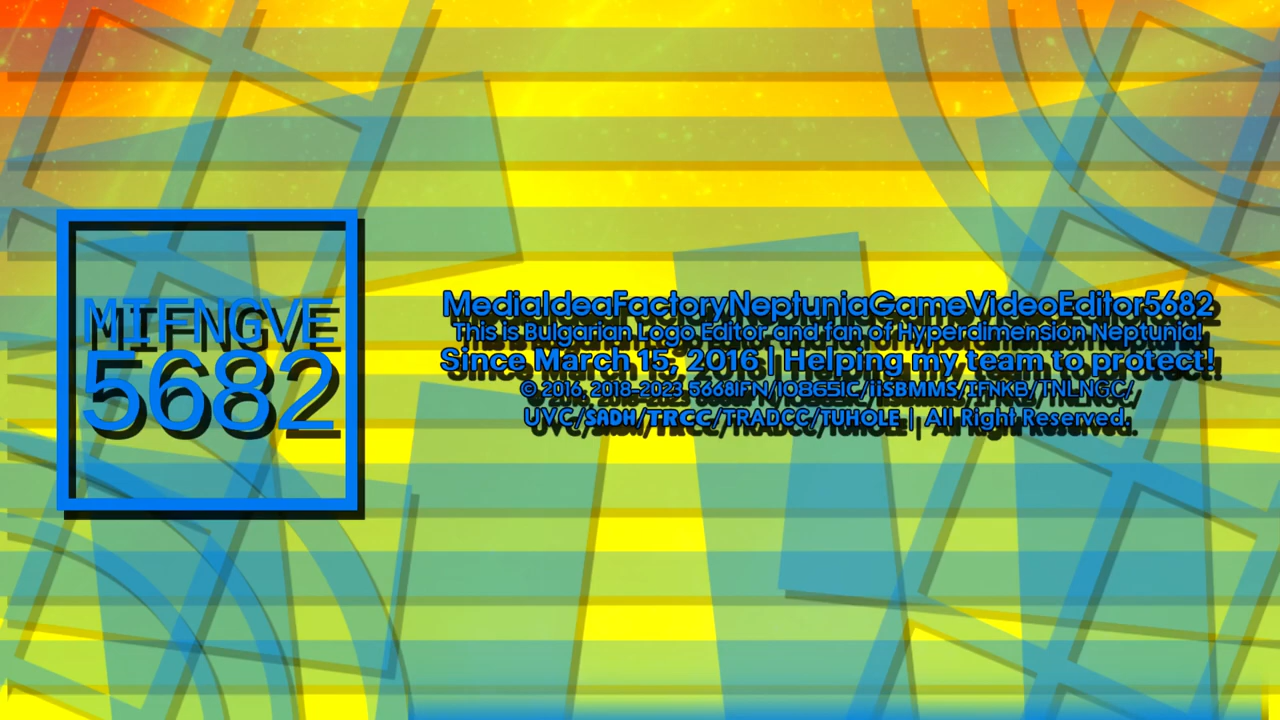 MIFNGVE
5682
MediaIdeaFactoryNeptuniaGameVideoEditor5682
This is Bulgarian Logo Editor and fan of Hyperdimension Neptunia!
Since March 15, 2016 | Helping my team to protect!
© 2016, 2018-2023 5668IFN/IO865IC/iiSBMMS/IFNKB/TNLNGC/
UVC/SADH/TRCC/TRADCC/TUHOLE | All Right Reserved.